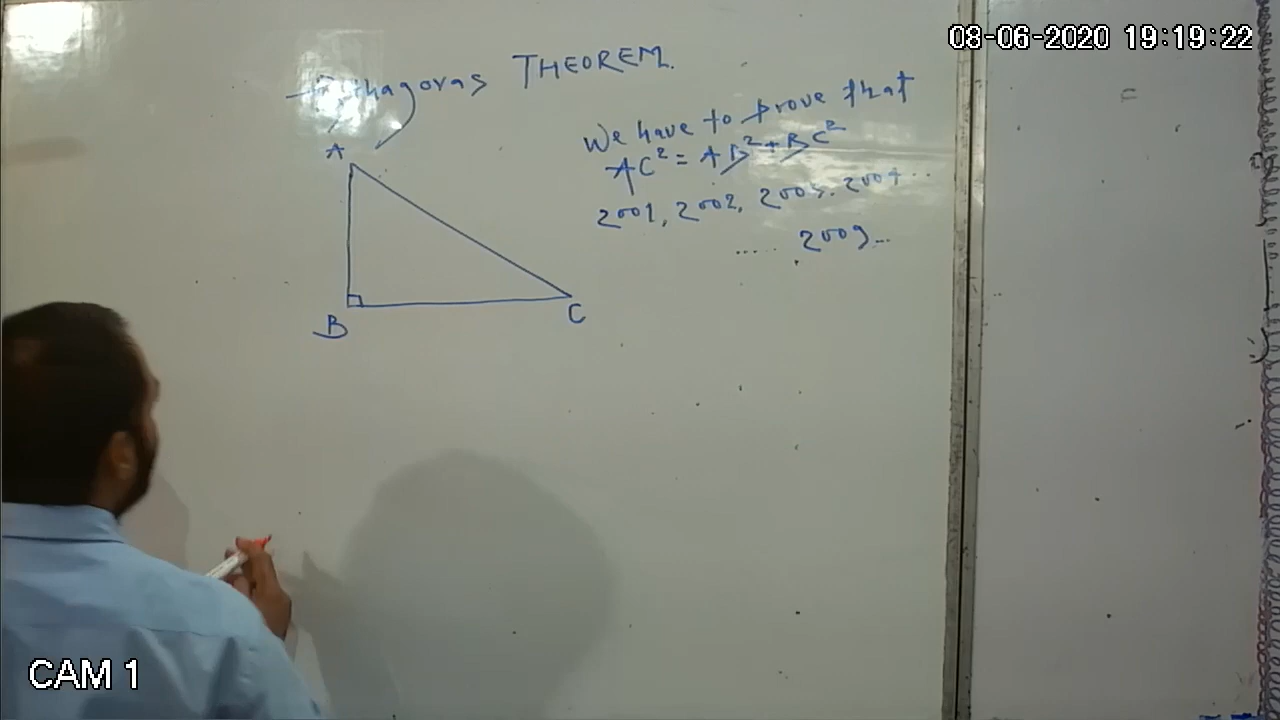 08-06-2020 19:19:22
Pythagoras THEOREM.
We have to prove that
AC² = AB² + BC²
2001, 2002, 2003, 2004 ...
..... 2009...
A
B
C
CAM 1